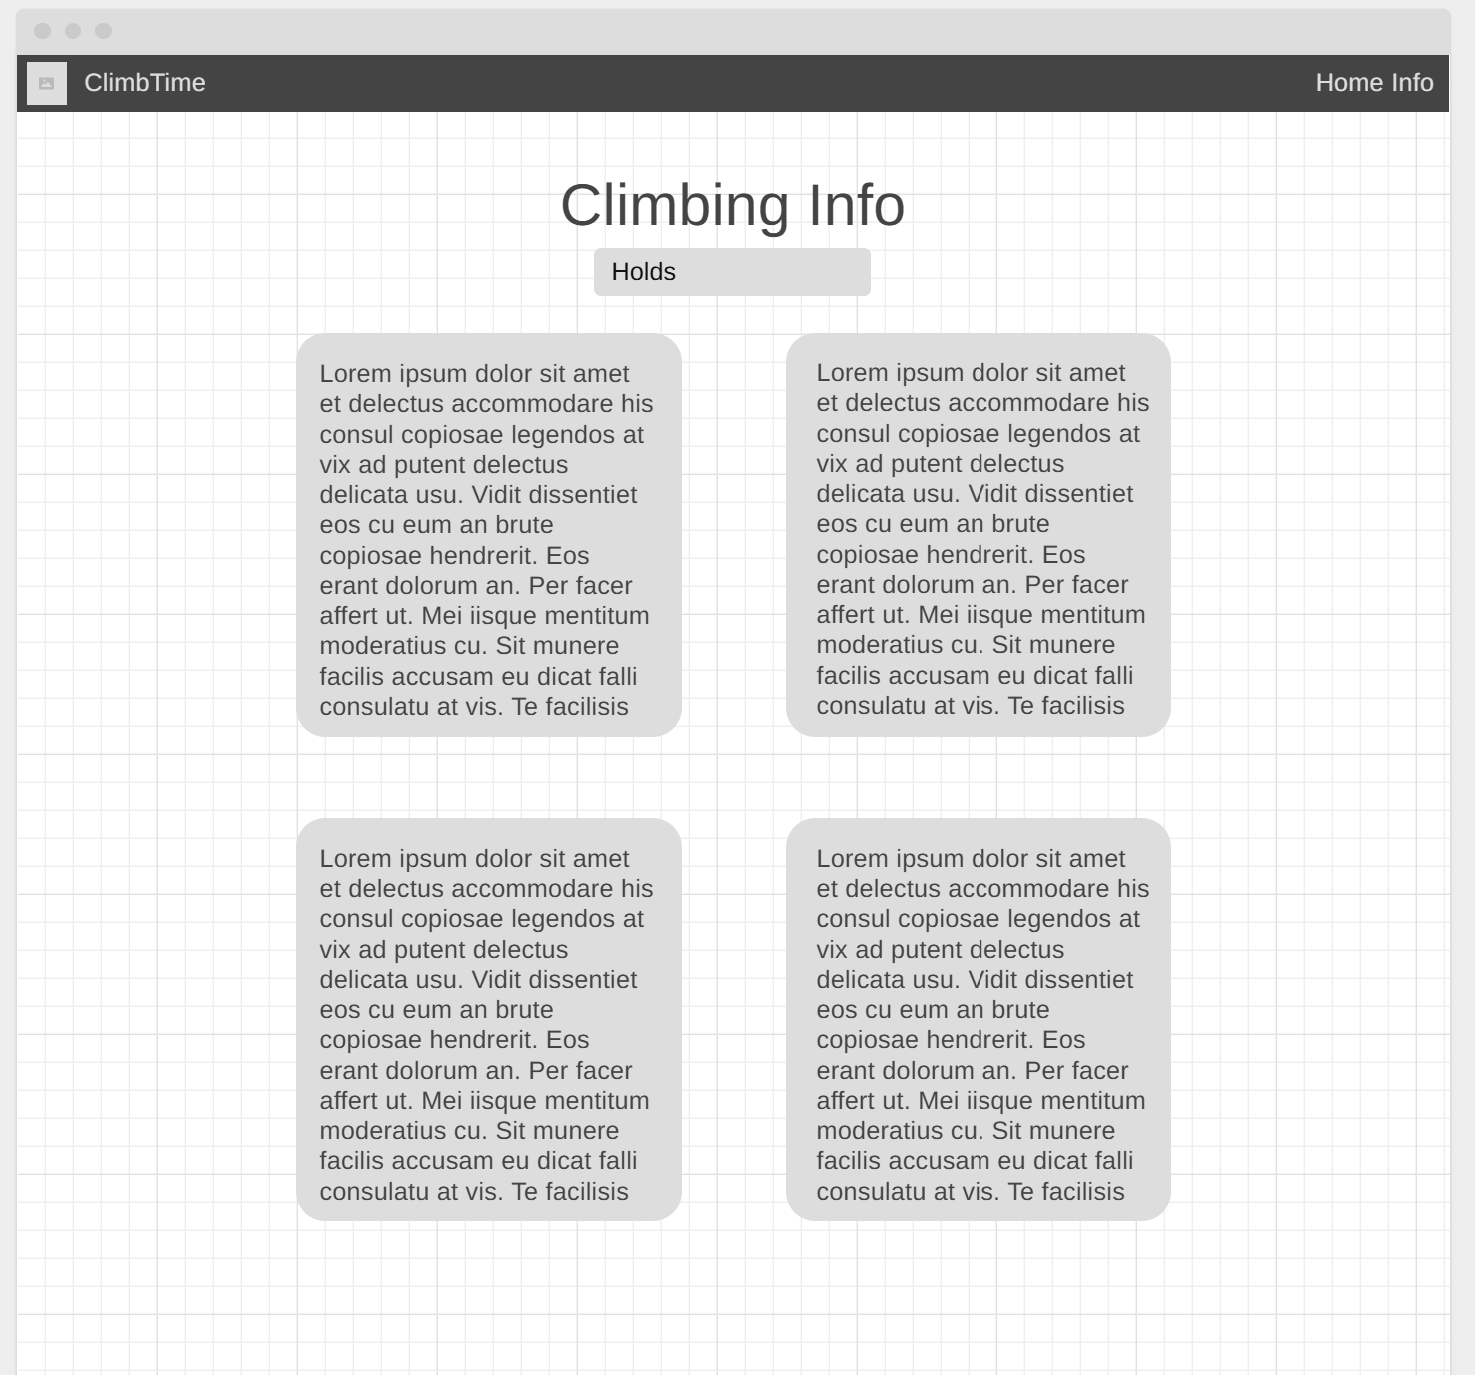 ClimbTime
Home Info
Climbing Info
Holds
Lorem ipsum dolor sit amet
et delectus accommodare his
consul copiosae legendos at
vix ad putent delectus
delicata usu. Vidit dissentiet
eos cu eum an brute
copiosae hendrerit. Eos
erant dolorum an. Per facer
affert ut. Mei iisque mentitum
moderatius cu. Sit munere
facilis accusam eu dicat falli
consulatu at vis. Te facilisis
Lorem ipsum dolor sit amet
et delectus accommodare his
consul copiosae legendos at
vix ad putent delectus
delicata usu. Vidit dissentiet
eos cu eum an brute
copiosae hendrerit. Eos
erant dolorum an. Per facer
affert ut. Mei iisque mentitum
moderatius cu. Sit munere
facilis accusam eu dicat falli
consulatu at vis. Te facilisis
Lorem ipsum dolor sit amet
et delectus accommodare his
consul copiosae legendos at
vix ad putent delectus
delicata usu. Vidit dissentiet
eos cu eum an brute
copiosae hendrerit. Eos
erant dolorum an. Per facer
affert ut. Mei iisque mentitum
moderatius cu. Sit munere
facilis accusam eu dicat falli
consulatu at vis. Te facilisis
Lorem ipsum dolor sit amet
et delectus accommodare his
consul copiosae legendos at
vix ad putent delectus
delicata usu. Vidit dissentiet
eos cu eum an brute
copiosae hendrerit. Eos
erant dolorum an. Per facer
affert ut. Mei iisque mentitum
moderatius cu. Sit munere
facilis accusam eu dicat falli
consulatu at vis. Te facilisis